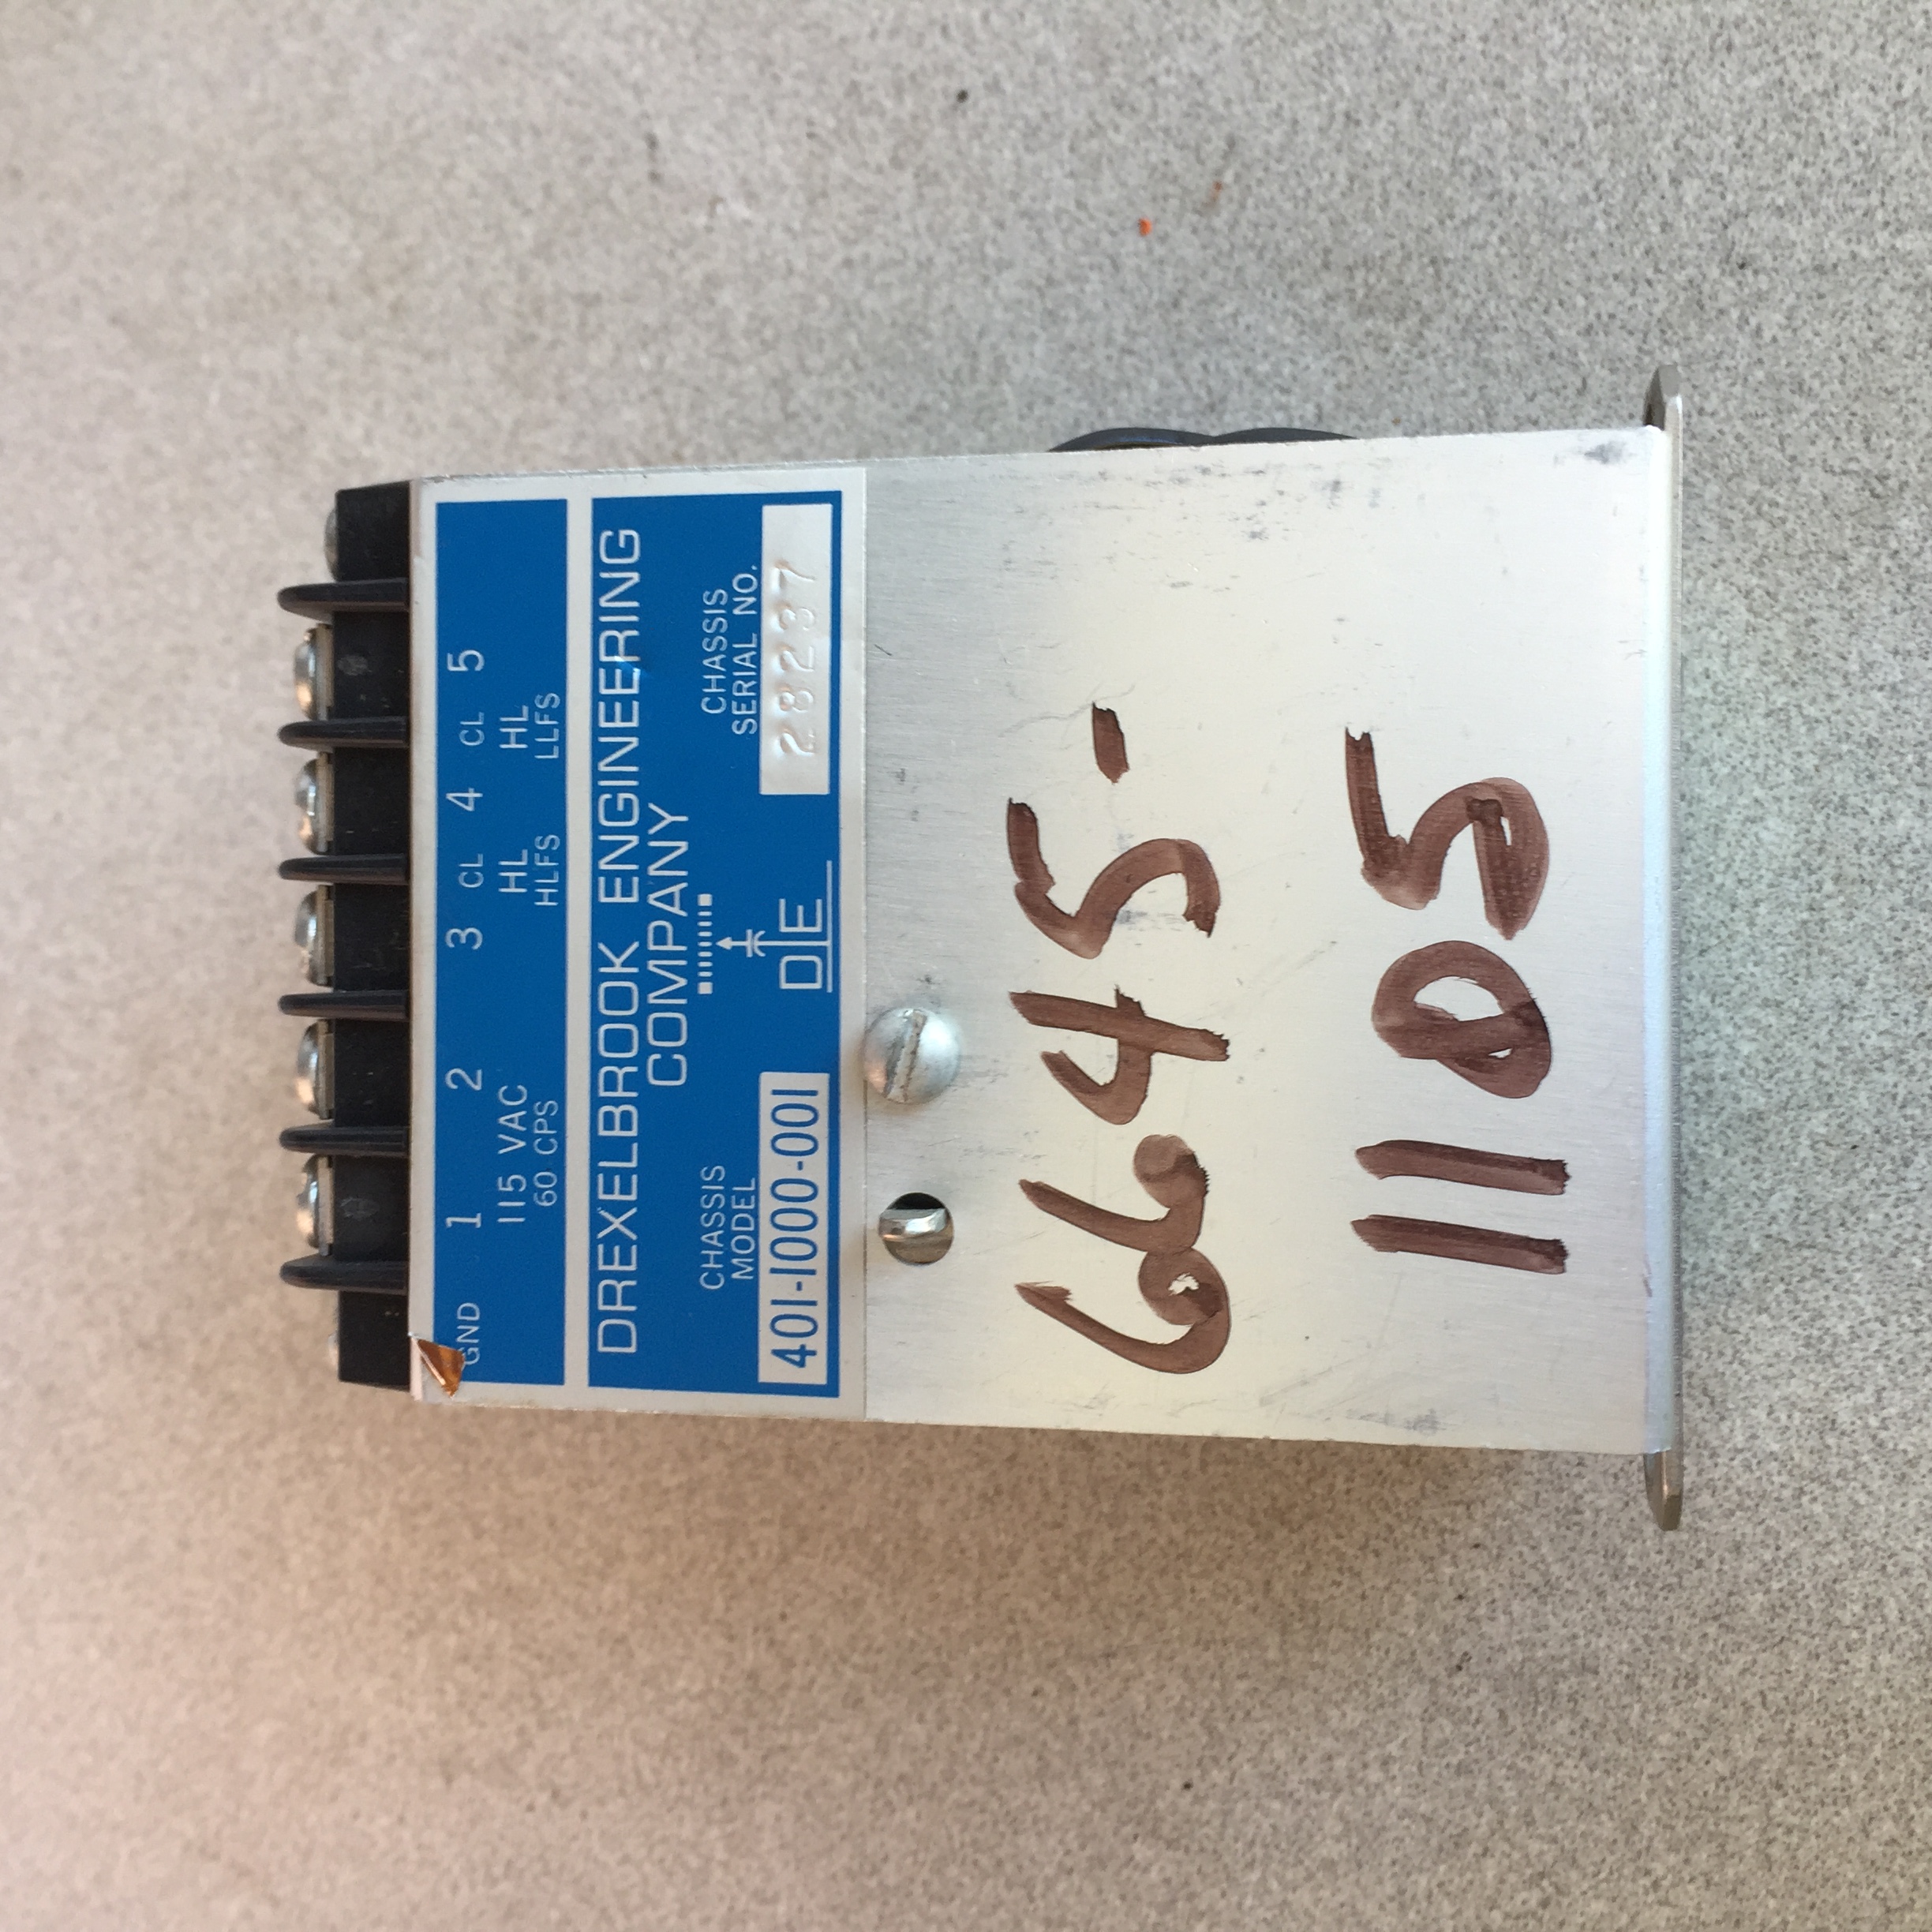 GND 1 2 3 CL 4 CL 5
115 VAC HL HL
60 CPS HLFS LLFS
DREXELBROOK ENGINEERING
COMPANY
CHASSIS
MODEL
401-1000-001
DE
CHASSIS
SERIAL NO.
28237
6645-
1105